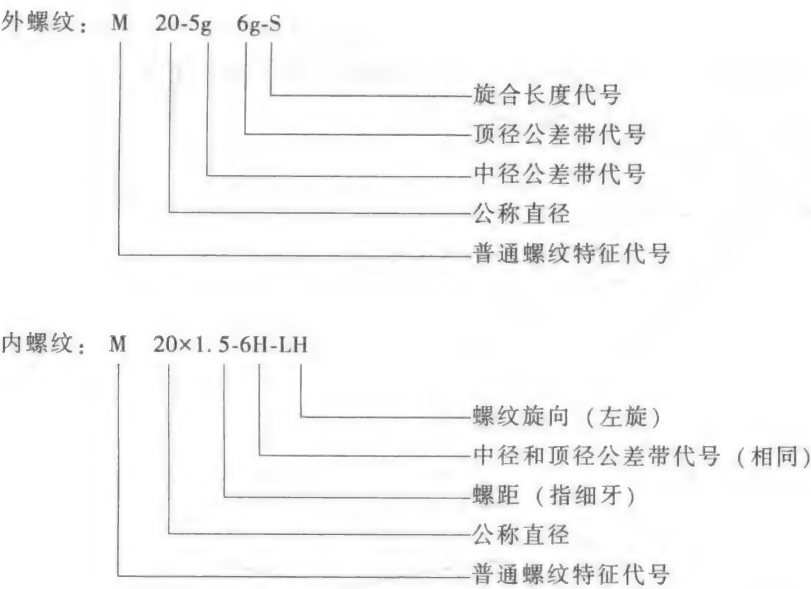 外螺纹： M 20-5g 6g-S
旋合长度代号
顶径公差带代号
中径公差带代号
公称直径
普通螺纹特征代号
内螺纹： M 20×1.5-6H-LH
螺纹旋向（左旋）
中径和顶径公差带代号（相同）
螺距（指细牙）
公称直径
普通螺纹特征代号